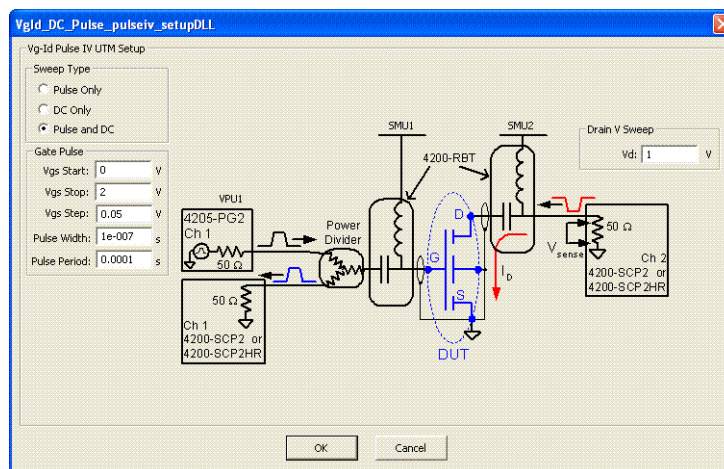 VgId_DC_Pulse_pulseiv_setupDLL
Vg-Id Pulse IV UTM Setup
Sweep Type
Pulse Only
DC Only
Pulse and DC
Gate Pulse
Vgs Start: 0 V
Vgs Stop: 2 V
Vgs Step: 0.05 V
Pulse Width: 1e-007 s
Pulse Period: 0.0001 s
SMU1
SMU2
4200-RBT
Drain V Sweep
Vd: 1 V
VPU1
4205-PG2
Ch 1
50 Ω
Power
Divider
50 Ω
Ch 1
4200-SCP2 or
4200-SCP2HR
D
G
S
I D
DUT
50 Ω
V sense
Ch 2
4200-SCP2 or
4200-SCP2HR
OK
Cancel